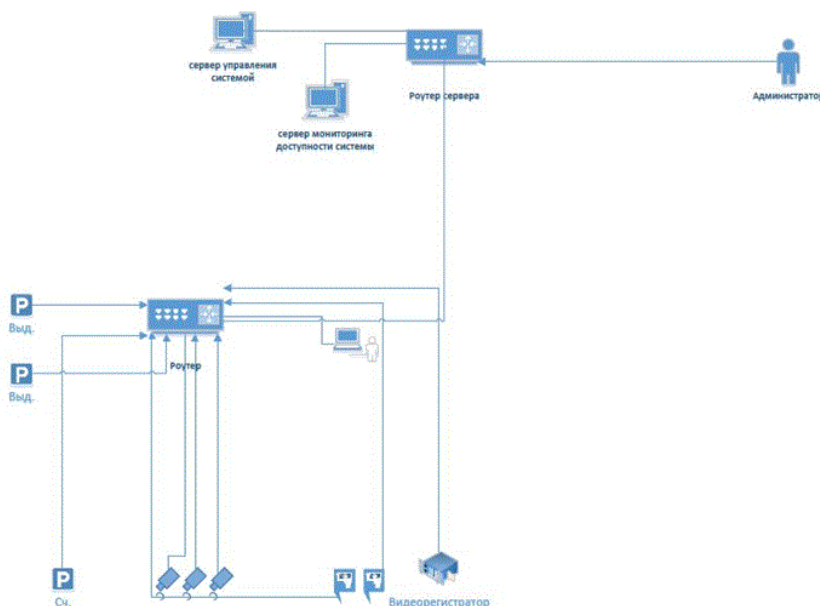 сервер управления
системой
Роутер сервера
Администратор
сервер мониторинга
доступности системы
P
Выд.
Роутер
P
Выд.
P
Сч.
Видеорегистратор